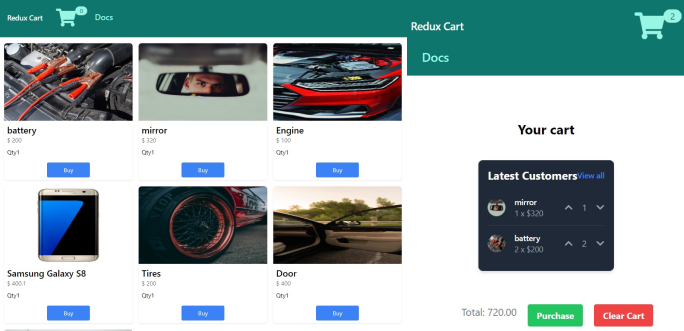 Redux Cart
0
Docs
battery
$ 200
Qty1
Buy
mirror
$ 320
Qty1
Buy
Engine
$ 100
Qty1
Buy
Samsung Galaxy S8
$ 400.1
Qty1
Buy
Tires
$ 200
Qty1
Buy
Door
$ 400
Qty1
Buy
Redux Cart
2
Docs
Your cart
Latest Customers View all
mirror
1 x $320
1
battery
2 x $200
2
Total: 720.00
Purchase
Clear Cart